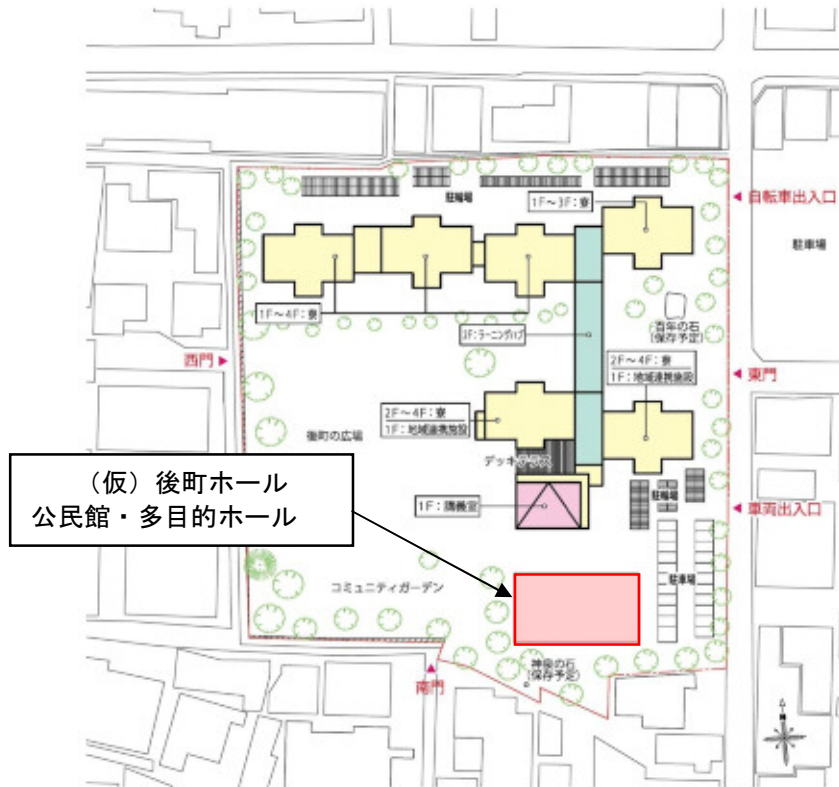 駐輪場
1F～3F：寮
自転車出入口
駐車場
1F～4F：寮
2F：ラーニングハブ
百年の石
（保存予定）
西門
2F～4F：寮
1F：地域連携施設
東門
2F～4F：寮
1F：地域連携施設
後町の広場
デッキテラス
（仮）後町ホール
公民館・多目的ホール
1F：講義室
駐輪場
車両出入口
コミュニティガーデン
駐車場
神泉の石
（保存予定）
南門